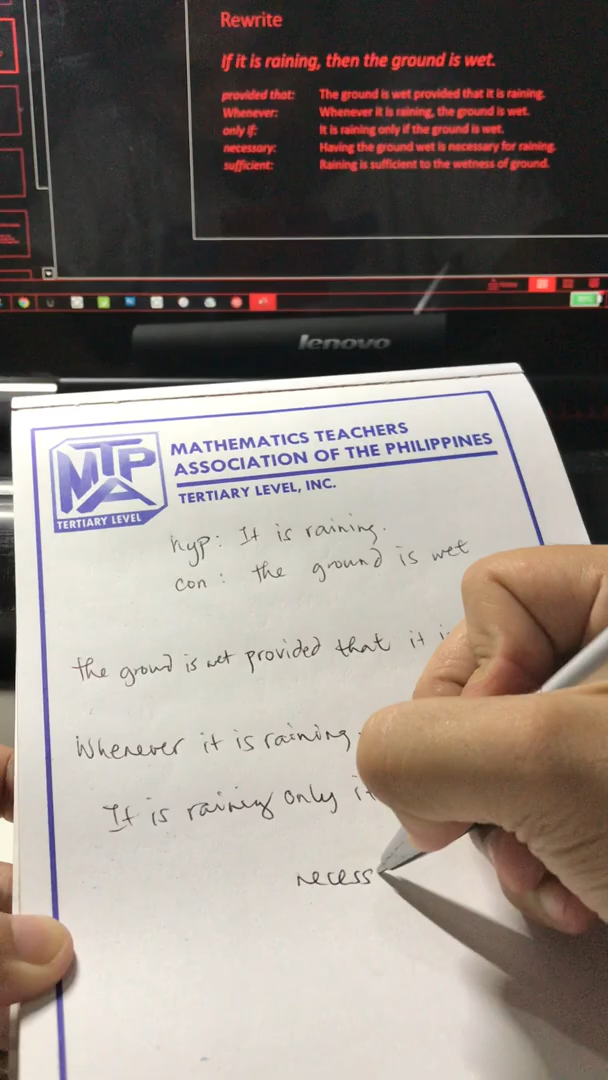 Rewrite
If it is raining, then the ground is wet.
provided that: The ground is wet provided that it is raining.
Whenever: Whenever it is raining, the ground is wet.
only if: It is raining only if the ground is wet.
necessary: Having the ground wet is necessary for raining.
sufficient: Raining is sufficient to the wetness of ground.
lenovo
MTPA
TERTIARY LEVEL
MATHEMATICS TEACHERS
ASSOCIATION OF THE PHILIPPINES
TERTIARY LEVEL, INC.
hyp: It is raining.
con: the ground is wet
the ground is wet provided that it
Whenever it is raining
It is raining only
necess